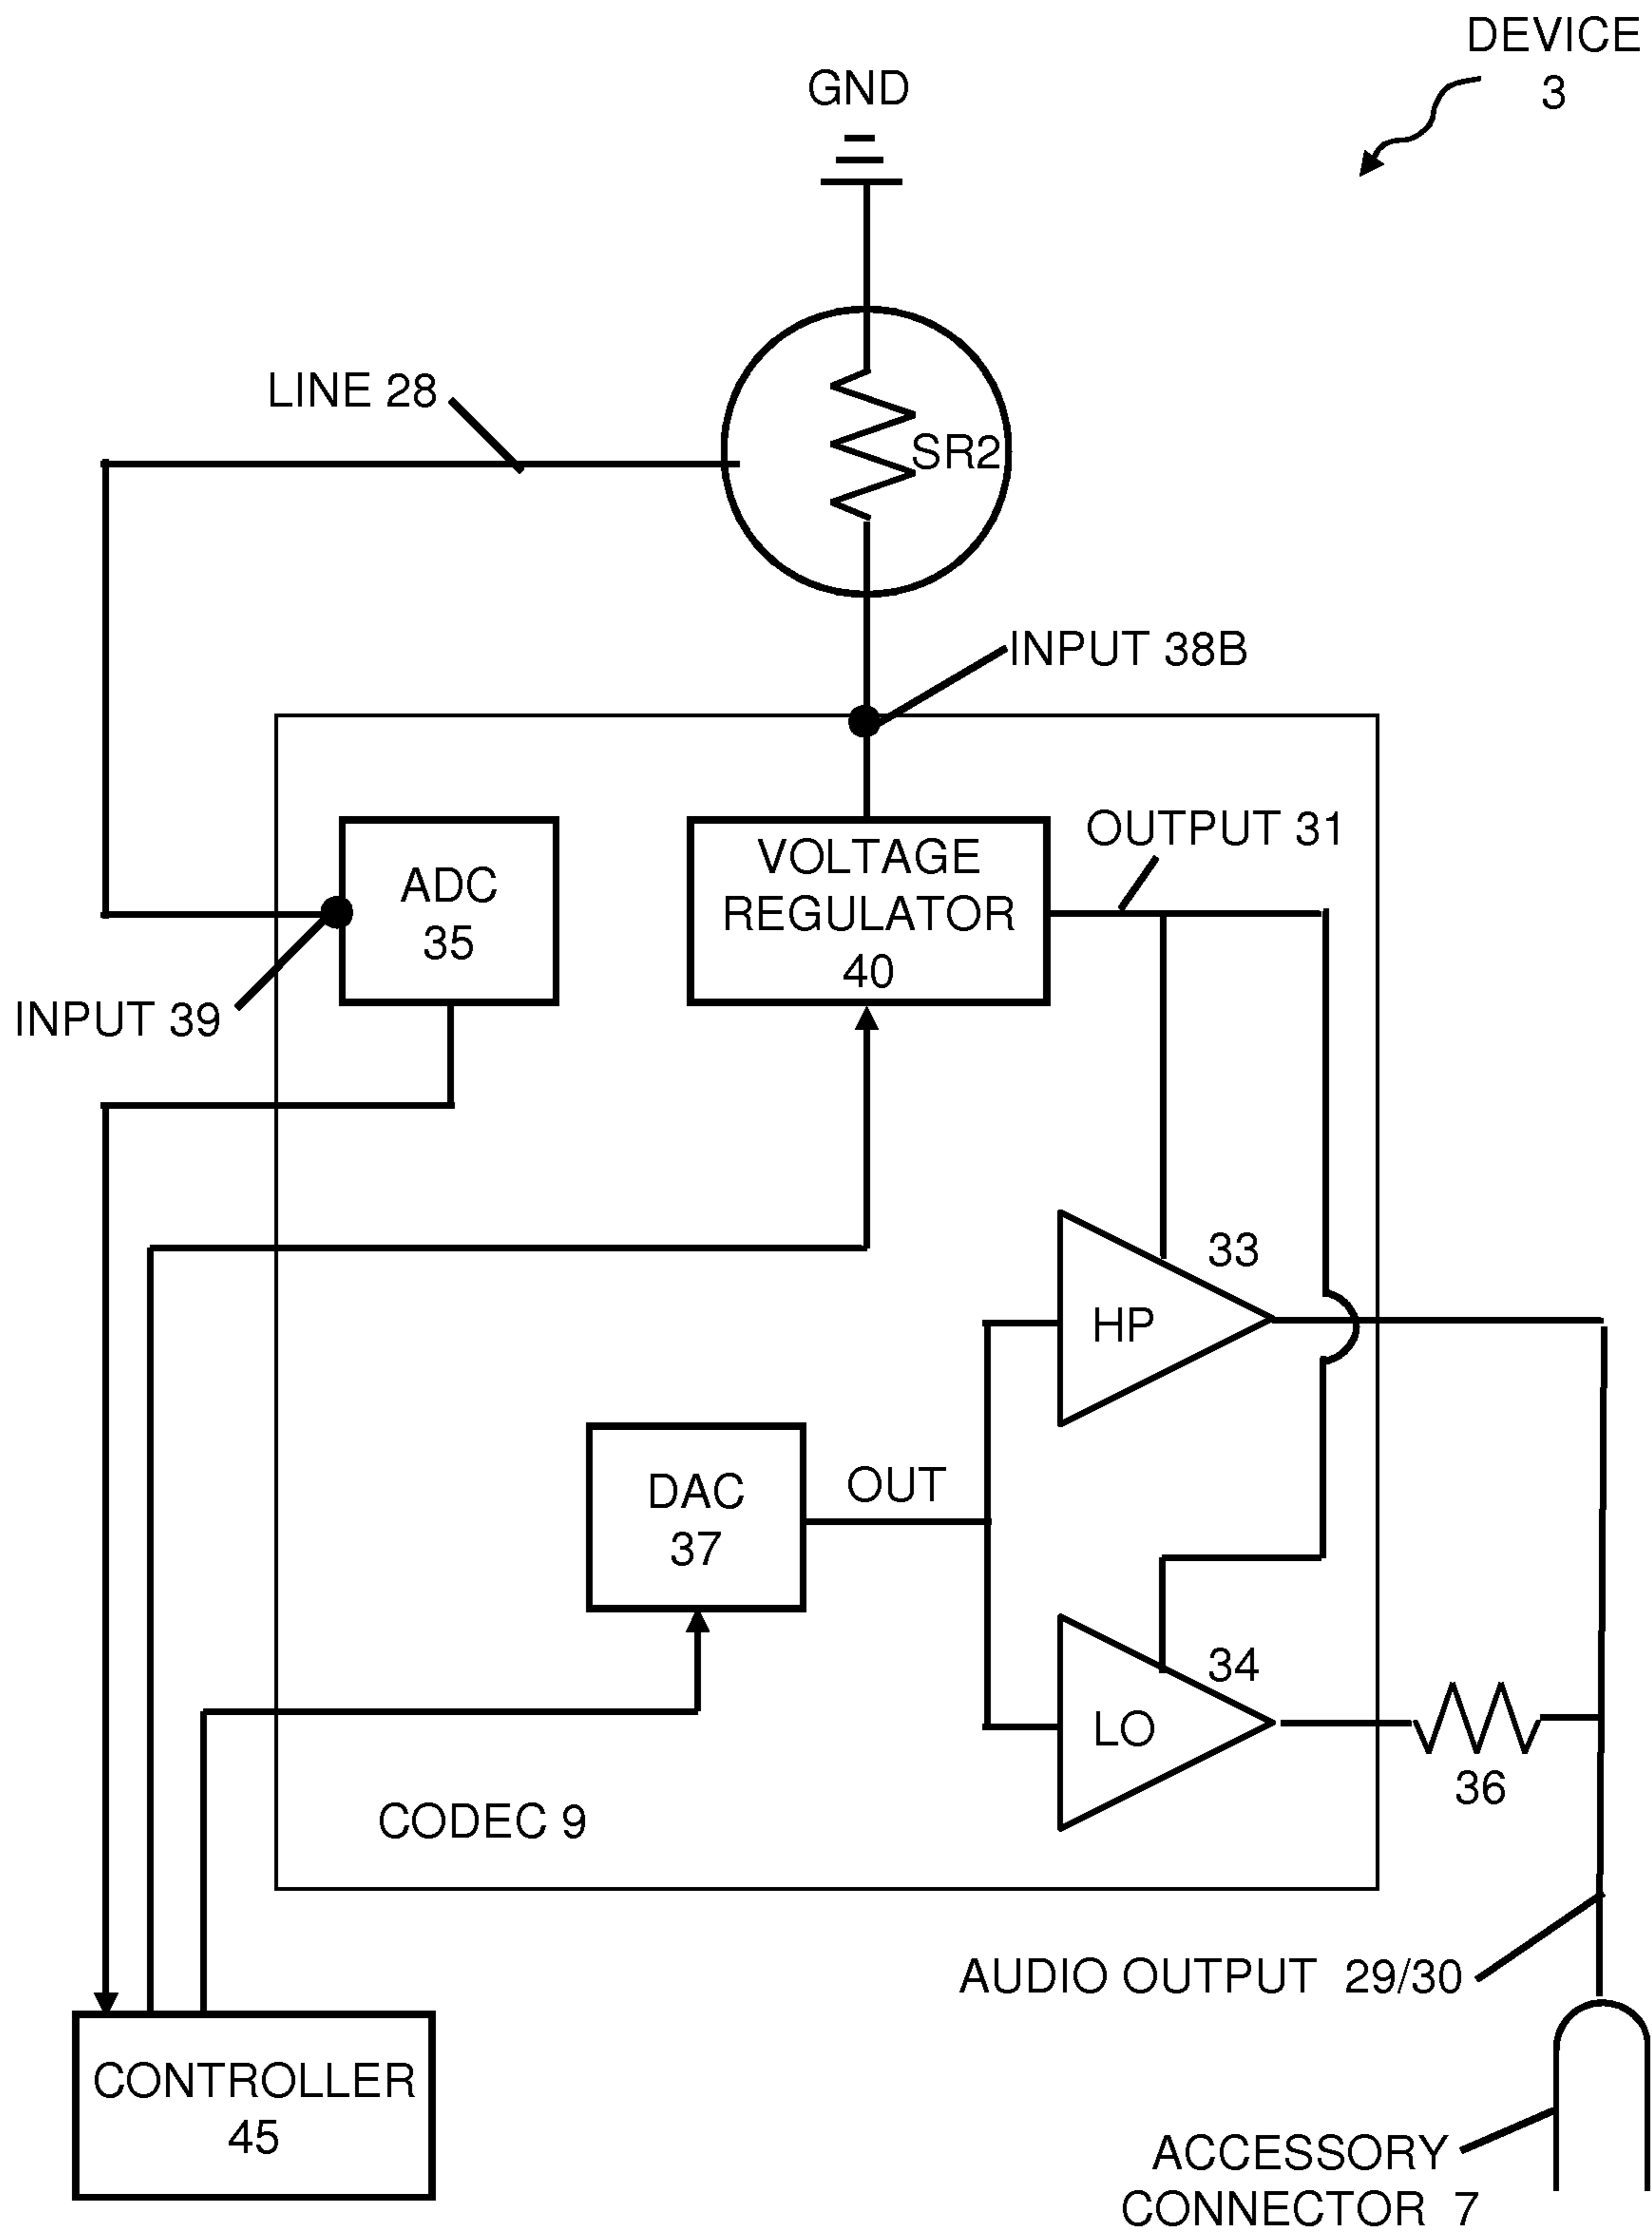 DEVICE
3
GND
LINE 28
SR2
INPUT 38B
OUTPUT 31
ADC
35
VOLTAGE
REGULATOR
40
INPUT 39
33
HP
DAC
37
OUT
34
LO
36
CODEC 9
AUDIO OUTPUT 29/30
CONTROLLER
45
ACCESSORY
CONNECTOR 7